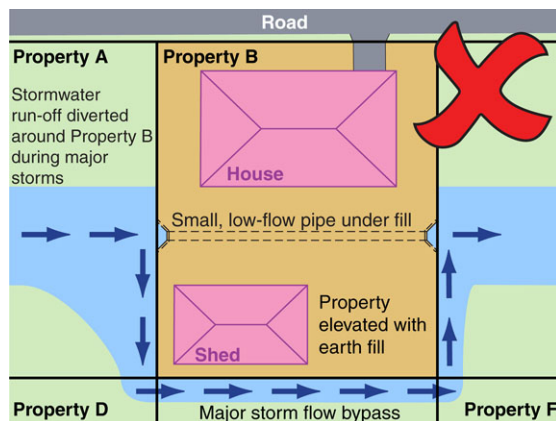 Road
Property A
Property B
Stormwater
run-off diverted
around Property B
during major
storms
House
Small, low-flow pipe under fill
Property
elevated with
earth fill
Shed
Property D
Major storm flow bypass
Property F